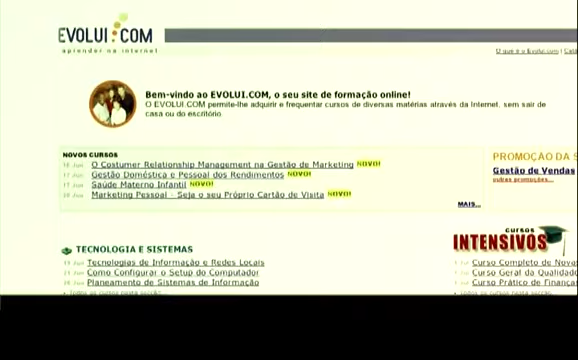 EVOLUI.COM
aprender na internet
O que é o Evolui.com |
Bem-vindo ao EVOLUI.COM, o seu site de formação online!
O EVOLUI.COM permite-lhe adquirir e frequentar cursos de diversas matérias através da Internet, sem sair de
casa ou do escritório
NOVOS CURSOS
O Costumer Relationship Management na Gestão de Marketing NOVO!
Gestão Doméstica e Pessoal dos Rendimentos NOVO!
Saúde Materno Infantil NOVO!
Marketing Pessoal - Seja o seu Próprio Cartão de Visita NOVO!
MAIS...
PROMOÇÃO DA S
Gestão de Vendas
outras promoções...
TECNOLOGIA E SISTEMAS
Tecnologias de Informação e Redes Locais
Como Configurar o Setup do Computador
Planeamento de Sistemas de Informação
CURSOS
INTENSIVOS
Curso Completo de Novas
Curso Geral da Qualidade
Curso Prático de Finança